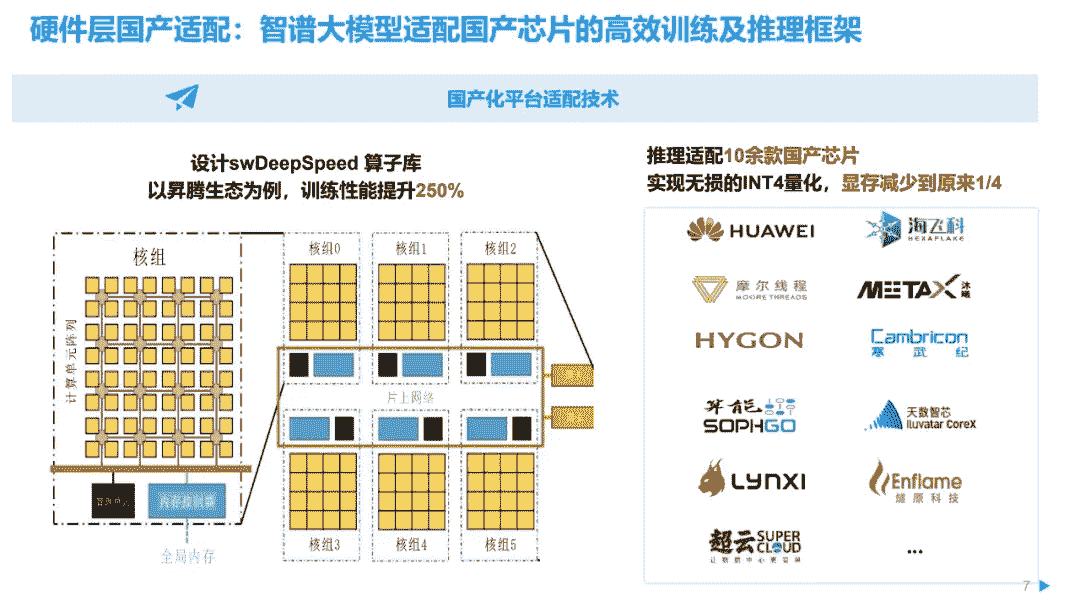 硬件层国产适配：智谱大模型适配国产芯片的高效训练及推理框架
国产化平台适配技术
设计swDeepSpeed 算子库
以昇腾生态为例，训练性能提升250%
核组
计算单元阵列
全局内存
核组0
核组1
核组2
片上网络
核组3
核组4
核组5
推理适配10余款国产芯片
实现无损的INT4量化，显存减少到原来1/4
HUAWEI
海飞科
HEXAFLAKE
摩尔线程
MOORE THREADS
METAX 沐曦
HYGON
Cambricon
寒武纪
算能
SOPHGO
天数智芯
Iluvatar CoreX
LYNXI
Enflame
燧原科技
超云 SUPER CLOUD
让数据中心更简单
...
7